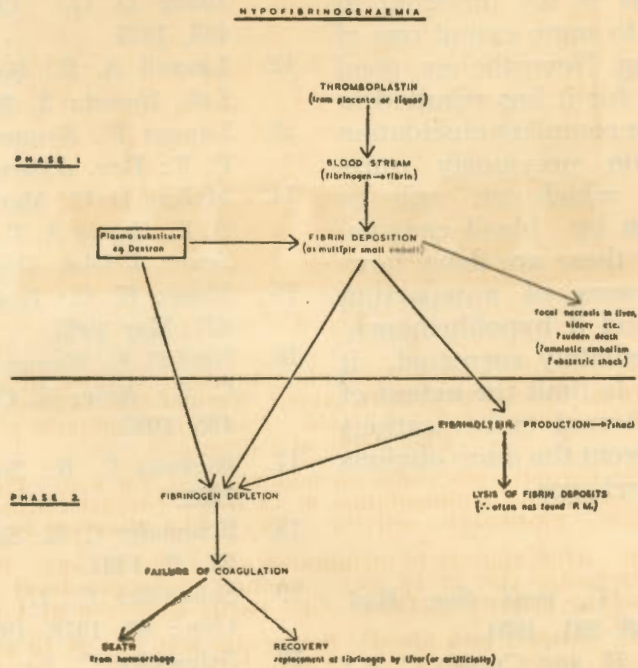 HYPOFIBRINOGENAEMIA
THROMBOPLASTIN
(from placenta or liquor)
PHASE 1.
BLOOD STREAM
(fibrinogen → fibrin)
Plasma substitute
eg. Dextran
FIBRIN DEPOSITION
(as multiple small emboli)
focal necrosis in liver,
kidney etc.
?sudden death
(?amniotic embolism
?obstetric shock)
FIBRINOLYSIN PRODUCTION →(?shock)
PHASE 2.
FIBRINOGEN DEPLETION
LYSIS OF FIBRIN DEPOSITS
(∴ often not found P.M.)
FAILURE OF COAGULATION
DEATH
from haemorrhage
RECOVERY
replacement of fibrinogen by liver (or artificially)